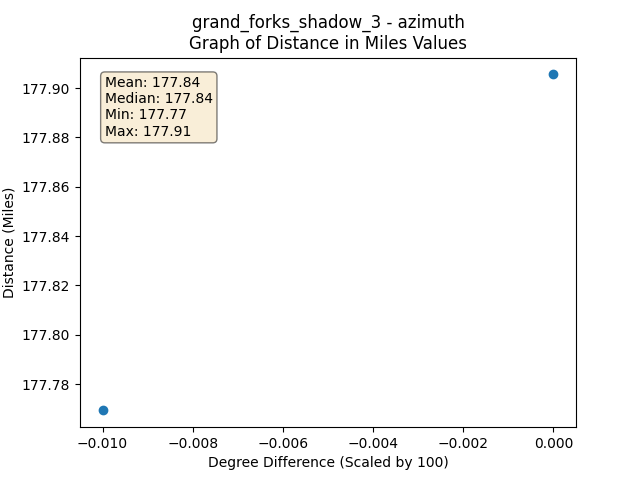 grand_forks_shadow_3 - azimuth
Graph of Distance in Miles Values
Mean: 177.84
Median: 177.84
Min: 177.77
Max: 177.91
Distance (Miles)
177.90
177.88
177.86
177.84
177.82
177.80
177.78
−0.010 −0.008 −0.006 −0.004 −0.002 0.000
Degree Difference (Scaled by 100)